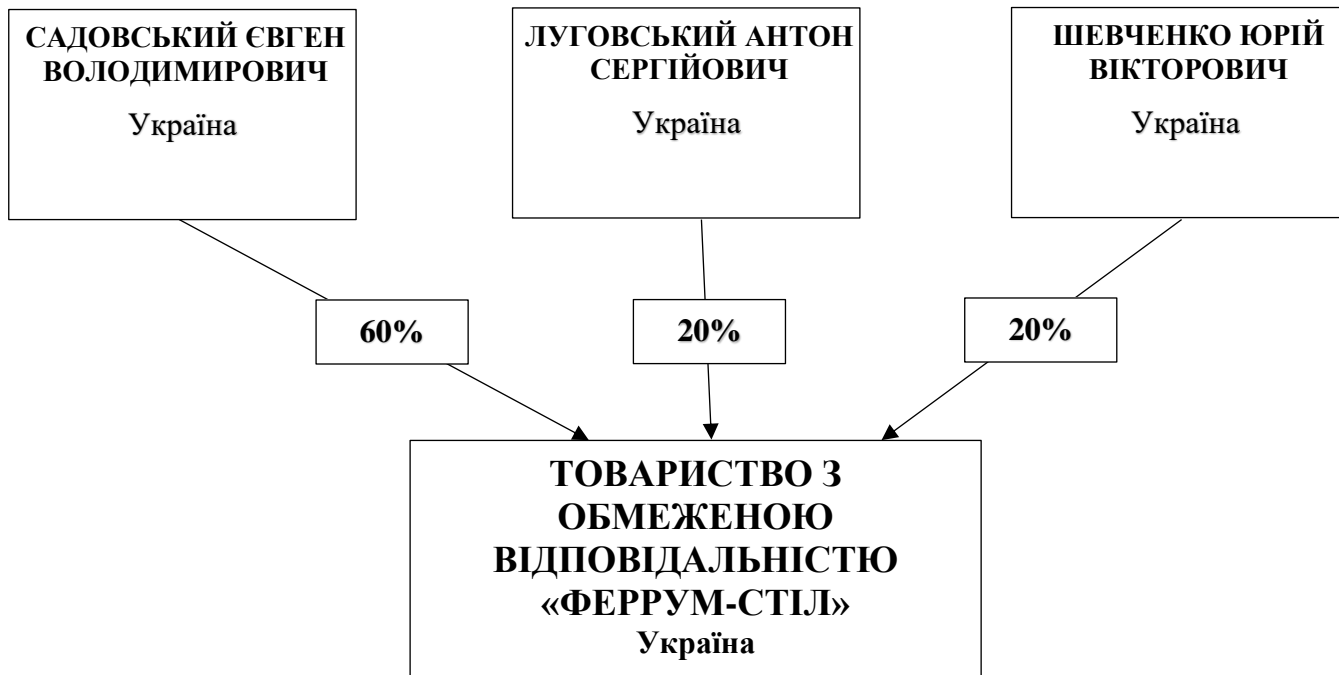 САДОВСЬКИЙ ЄВГЕН
ВОЛОДИМИРОВИЧ
Україна
ЛУГОВСЬКИЙ АНТОН
СЕРГІЙОВИЧ
Україна
ШЕВЧЕНКО ЮРІЙ
ВІКТОРОВИЧ
Україна
60%
20%
20%
ТОВАРИСТВО З
ОБМЕЖЕНОЮ
ВІДПОВІДАЛЬНІСТЮ
«ФЕРРУМ-СТІЛ»
Україна